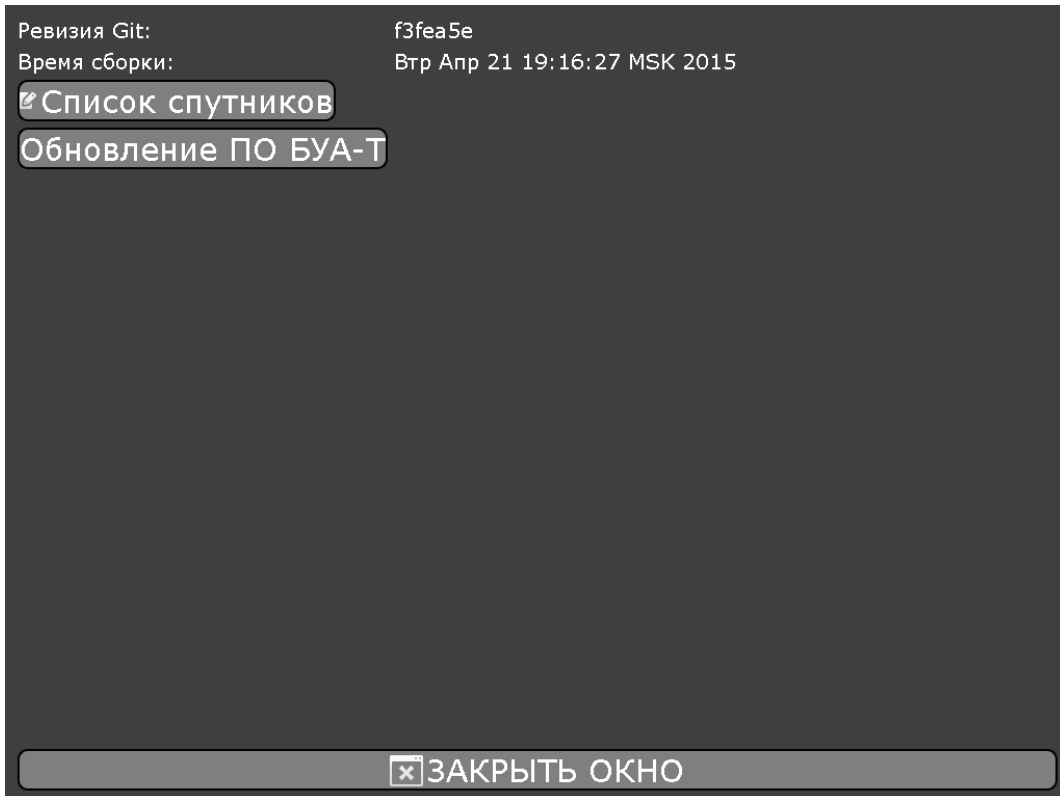 Ревизия Git: f3fea5e
Время сборки: Втр Апр 21 19:16:27 MSK 2015
Список спутников
Обновление ПО БУА-Т
ЗАКРЫТЬ ОКНО